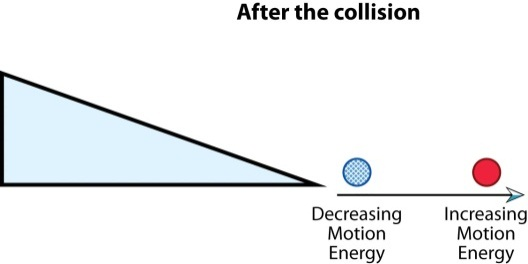 After the collision
Decreasing
Motion
Energy
Increasing
Motion
Energy